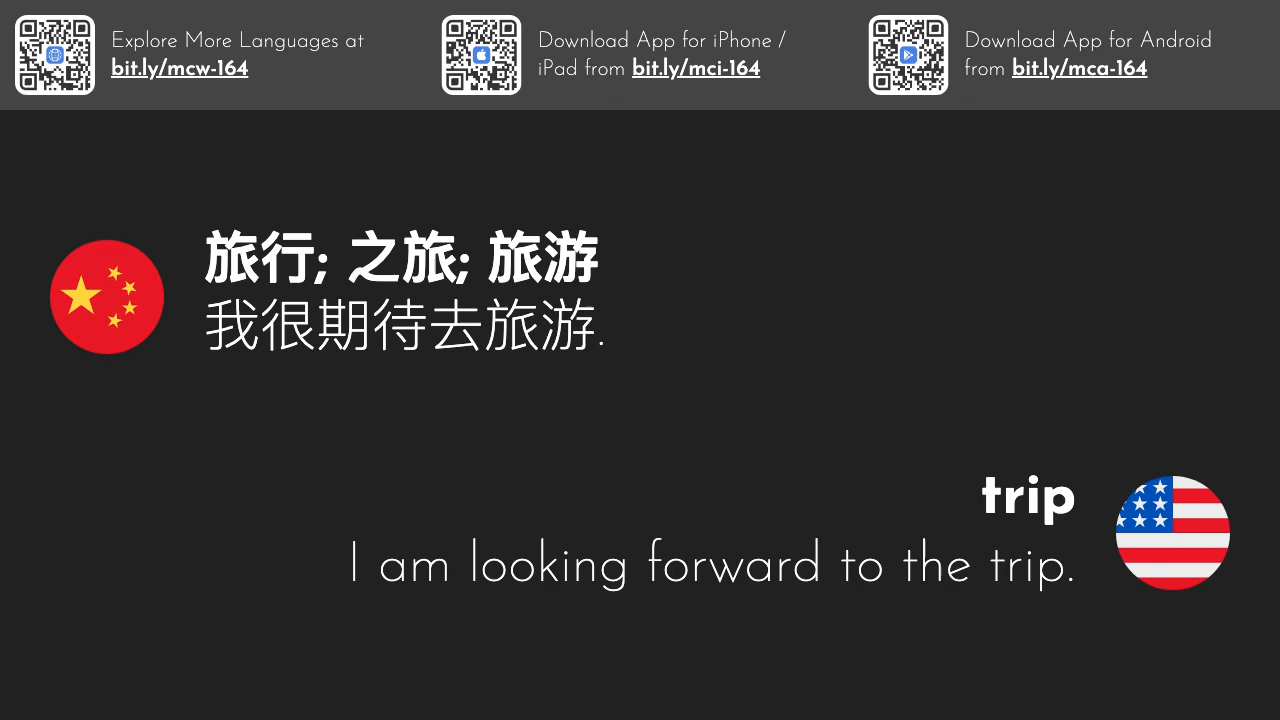 Explore More Languages at
bit.ly/mcw-164
Download App for iPhone /
iPad from bit.ly/mci-164
Download App for Android
from bit.ly/mca-164
旅行; 之旅; 旅游
我很期待去旅游.
trip
I am looking forward to the trip.